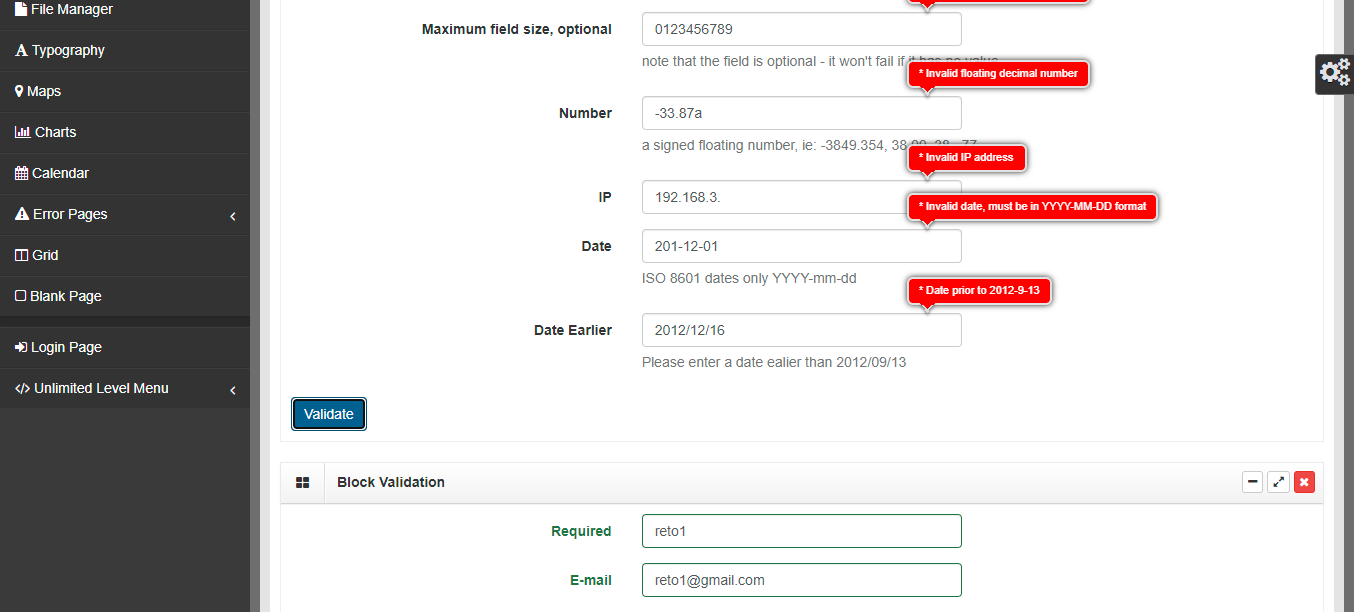 File Manager
Typography
Maps
Charts
Calendar
Error Pages
Grid
Blank Page
Login Page
Unlimited Level Menu
Maximum field size, optional
0123456789
note that the field is optional - it won't fail if it has no value
* Invalid floating decimal number
Number
-33.87a
a signed floating number, ie: -3849.354, 38.00, 38, .77
* Invalid IP address
IP
192.168.3.
* Invalid date, must be in YYYY-MM-DD format
Date
201-12-01
ISO 8601 dates only YYYY-mm-dd
* Date prior to 2012-9-13
Date Earlier
2012/12/16
Please enter a date ealier than 2012/09/13
Validate
Block Validation
Required
reto1
E-mail
reto1@gmail.com